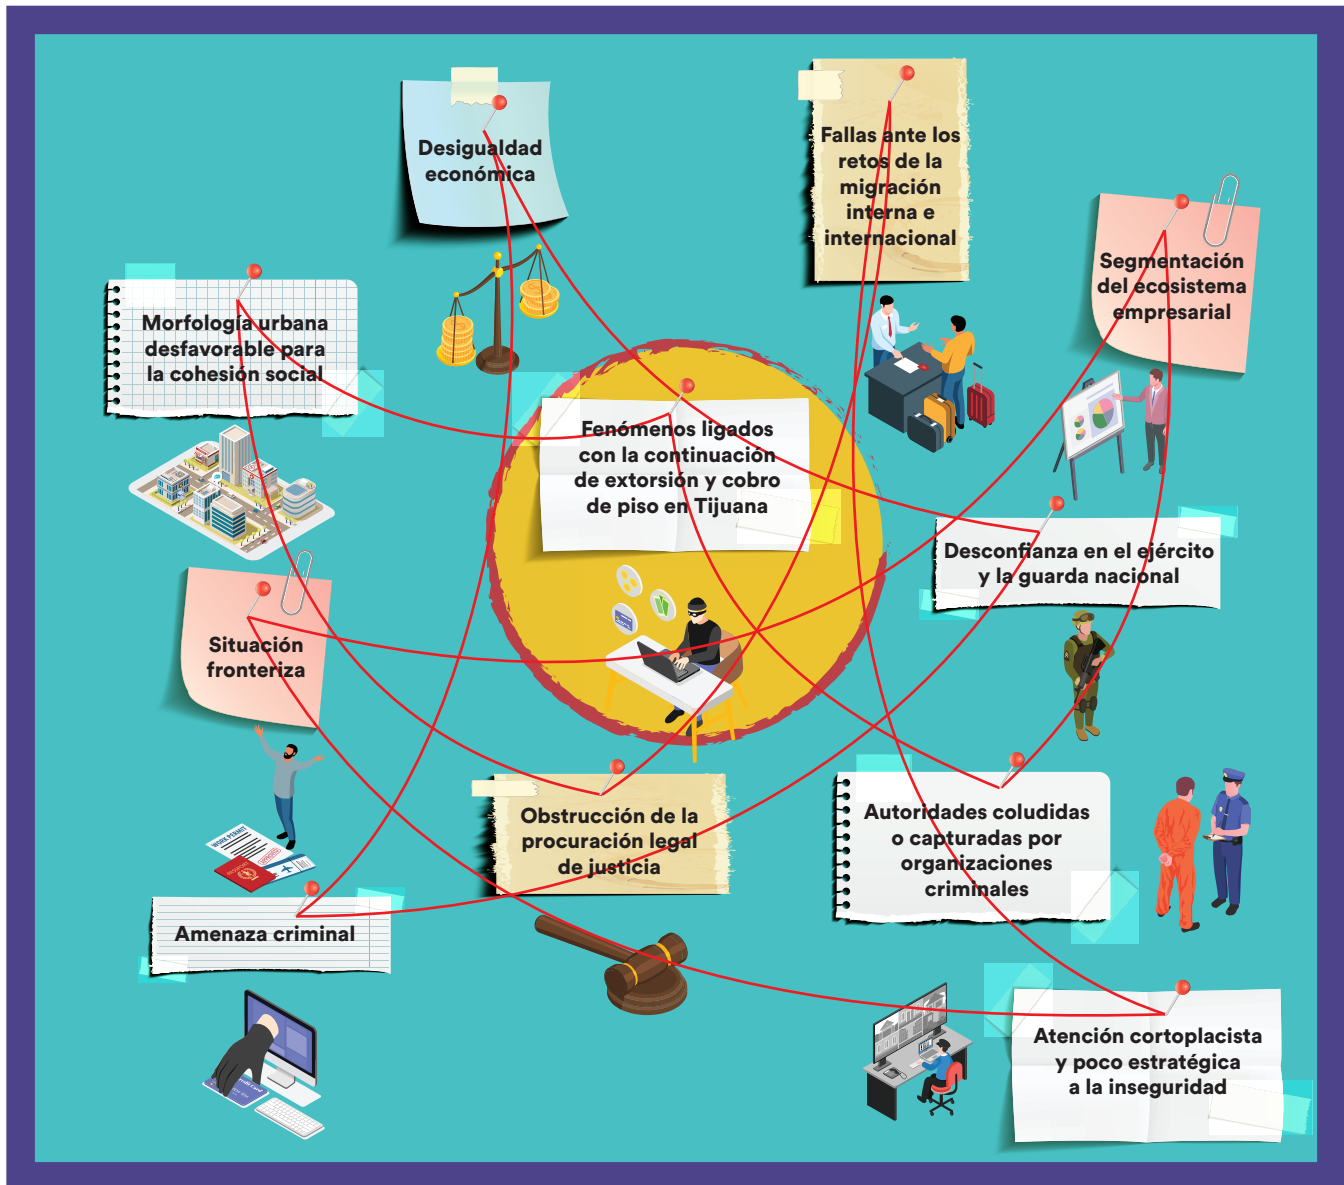 Desigualdad
económica
Fallas ante los
retos de la
migración
interna e
internacional
Segmentación
del ecosistema
empresarial
Morfología urbana
desfavorable para
la cohesión social
Fenómenos ligados
con la continuación
de extorsión y cobro
de piso en Tijuana
Desconfianza en el ejército
y la guarda nacional
Situación
fronteriza
Obstrucción de la
procuración legal
de justicia
Autoridades coludidas
o capturadas por
organizaciones
criminales
WORK PERMIT
Amenaza criminal
Atención cortoplacista
y poco estratégica
a la inseguridad